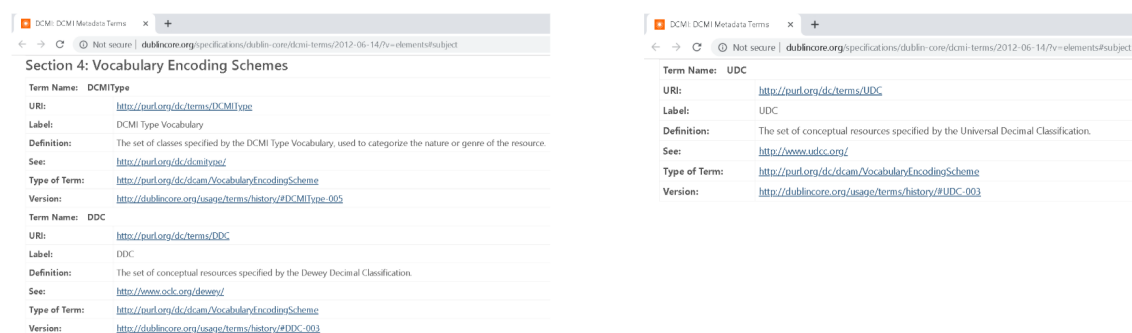 DCMI: DCMI Metadata Terms
Not secure | dublincore.org/specifications/dublin-core/dcmi-terms/2012-06-14/?v=elements#subject
Section 4: Vocabulary Encoding Schemes
Term Name: DCMIType
URI: http://purl.org/dc/terms/DCMIType
Label: DCMI Type Vocabulary
Definition: The set of classes specified by the DCMI Type Vocabulary, used to categorize the nature or genre of the resource.
See: http://purl.org/dc/dcmitype/
Type of Term: http://purl.org/dc/dcam/VocabularyEncodingScheme
Version: http://dublincore.org/usage/terms/history/#DCMIType-005
Term Name: DDC
URI: http://purl.org/dc/terms/DDC
Label: DDC
Definition: The set of conceptual resources specified by the Dewey Decimal Classification.
See: http://www.oclc.org/dewey/
Type of Term: http://purl.org/dc/dcam/VocabularyEncodingScheme
Version: http://dublincore.org/usage/terms/history/#DDC-003
DCMI: DCMI Metadata Terms
Not secure | dublincore.org/specifications/dublin-core/dcmi-terms/2012-06-14/?v=elements#subject
Term Name: UDC
URI: http://purl.org/dc/terms/UDC
Label: UDC
Definition: The set of conceptual resources specified by the Universal Decimal Classification.
See: http://www.udcc.org/
Type of Term: http://purl.org/dc/dcam/VocabularyEncodingScheme
Version: http://dublincore.org/usage/terms/history/#UDC-003